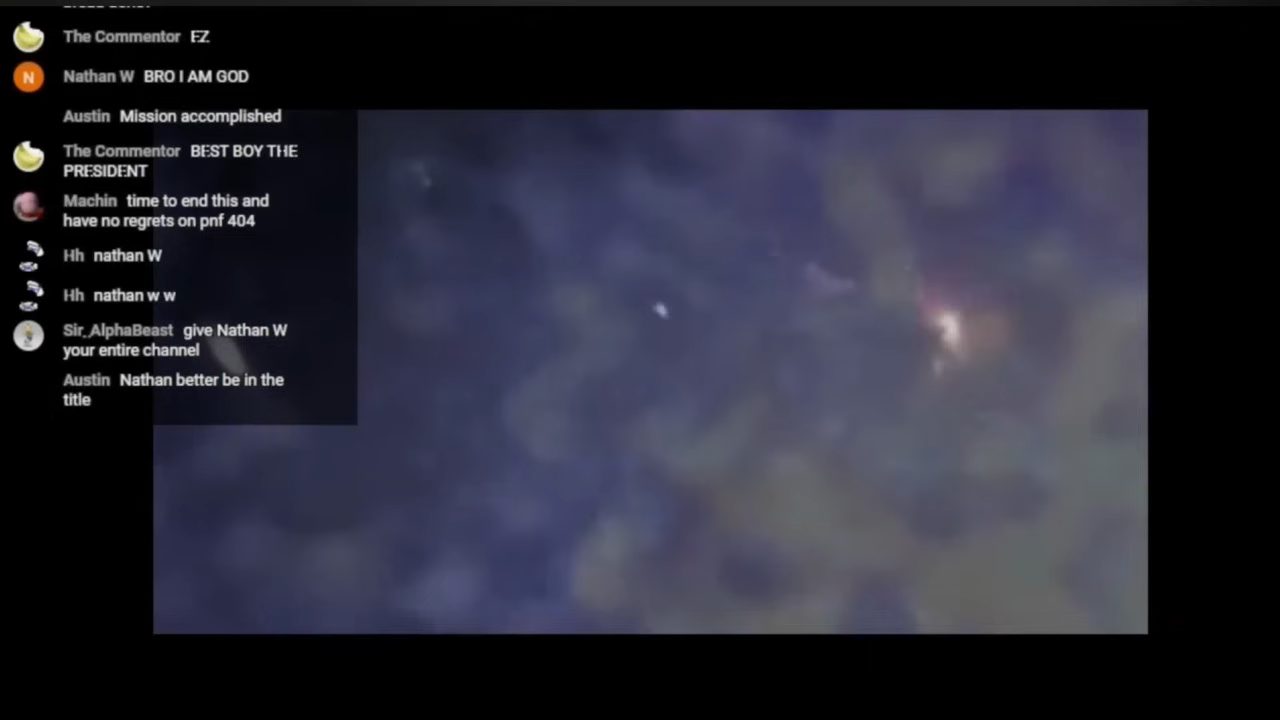 The Commentor EZ
N Nathan W BRO I AM GOD
Austin Mission accomplished
The Commentor BEST BOY THE
PRESIDENT
Machin time to end this and
have no regrets on pnf 404
Hh nathan W
Hh nathan w w
Sir_AlphaBeast give Nathan W
your entire channel
Austin Nathan better be in the
title